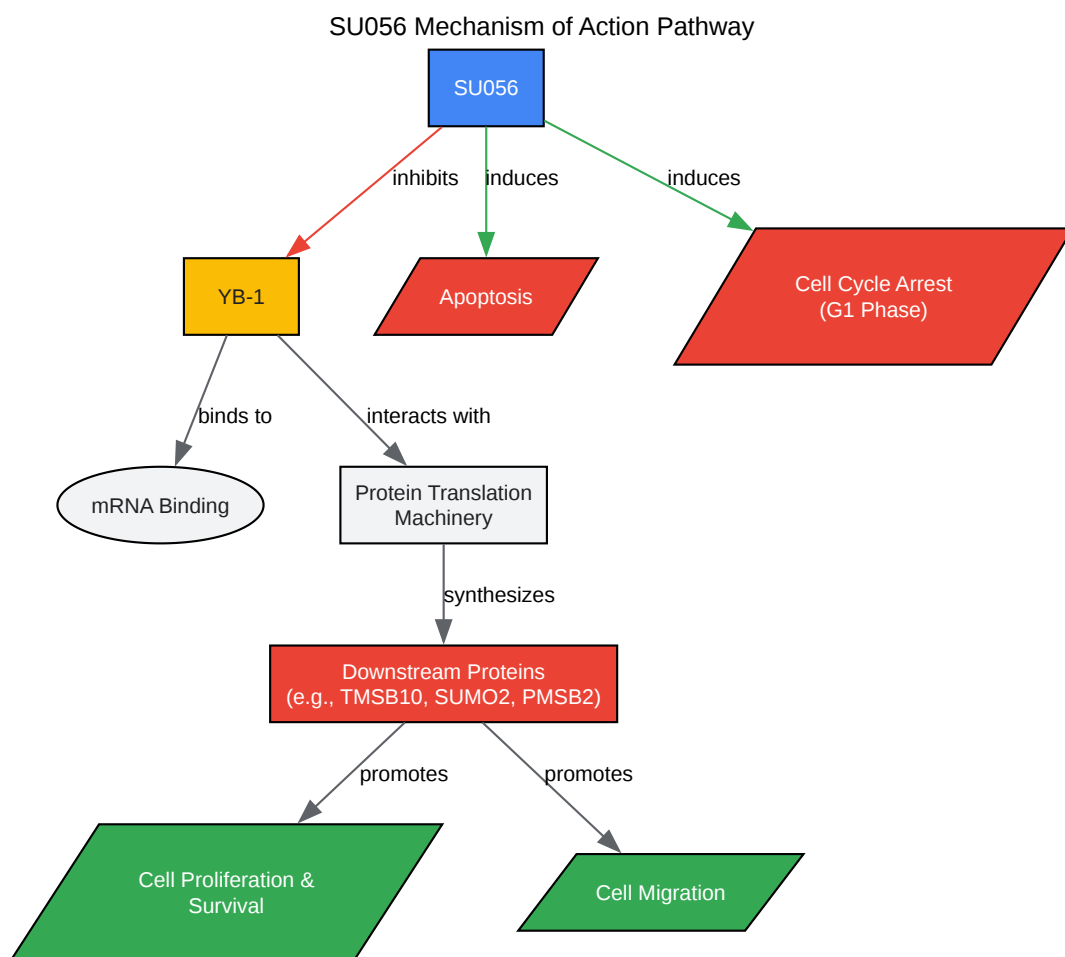 SU056 Mechanism of Action Pathway
SU056
inhibits
induces
induces
YB-1
Apoptosis
Cell Cycle Arrest
(G1 Phase)
binds to
interacts with
mRNA Binding
Protein Translation
Machinery
synthesizes
Downstream Proteins
(e.g., TMSB10, SUMO2, PMSB2)
promotes
promotes
Cell Proliferation &
Survival
Cell Migration